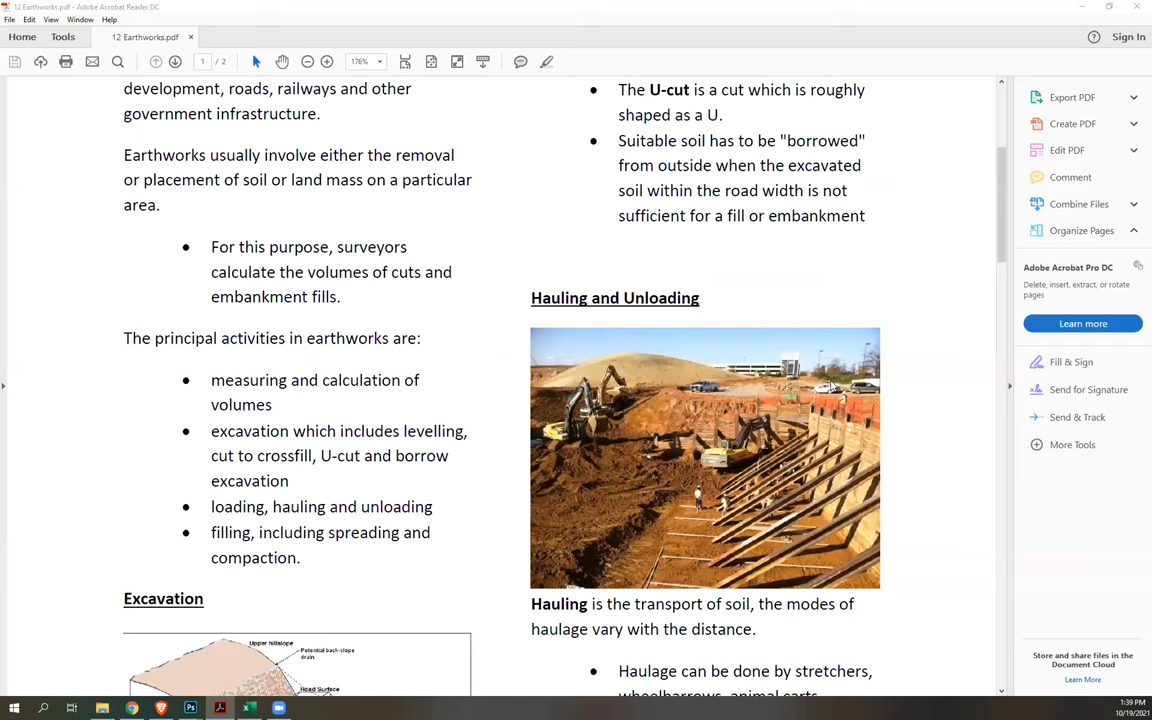 12 Earthworks.pdf - Adobe Acrobat Reader DC
File Edit View Window Help
Home Tools 12 Earthworks.pdf × Sign In
1 / 2 176%
development, roads, railways and other
government infrastructure.
Earthworks usually involve either the removal
or placement of soil or land mass on a particular
area.
• For this purpose, surveyors
calculate the volumes of cuts and
embankment fills.
The principal activities in earthworks are:
• measuring and calculation of
volumes
• excavation which includes levelling,
cut to crossfill, U-cut and borrow
excavation
• loading, hauling and unloading
• filling, including spreading and
compaction.
Excavation
Upper hillslope
Potential back-slope
drain
Road Surface
• The U-cut is a cut which is roughly
shaped as a U.
• Suitable soil has to be "borrowed"
from outside when the excavated
soil within the road width is not
sufficient for a fill or embankment
Hauling and Unloading
Hauling is the transport of soil, the modes of
haulage vary with the distance.
• Haulage can be done by stretchers,
wheelbarrows, animal carts,
Export PDF
Create PDF
Edit PDF
Comment
Combine Files
Organize Pages
Adobe Acrobat Pro DC
Delete, insert, extract, or rotate
pages
Learn more
Fill & Sign
Send for Signature
Send & Track
More Tools
Store and share files in the
Document Cloud
Learn More
1:39 PM
10/19/2021